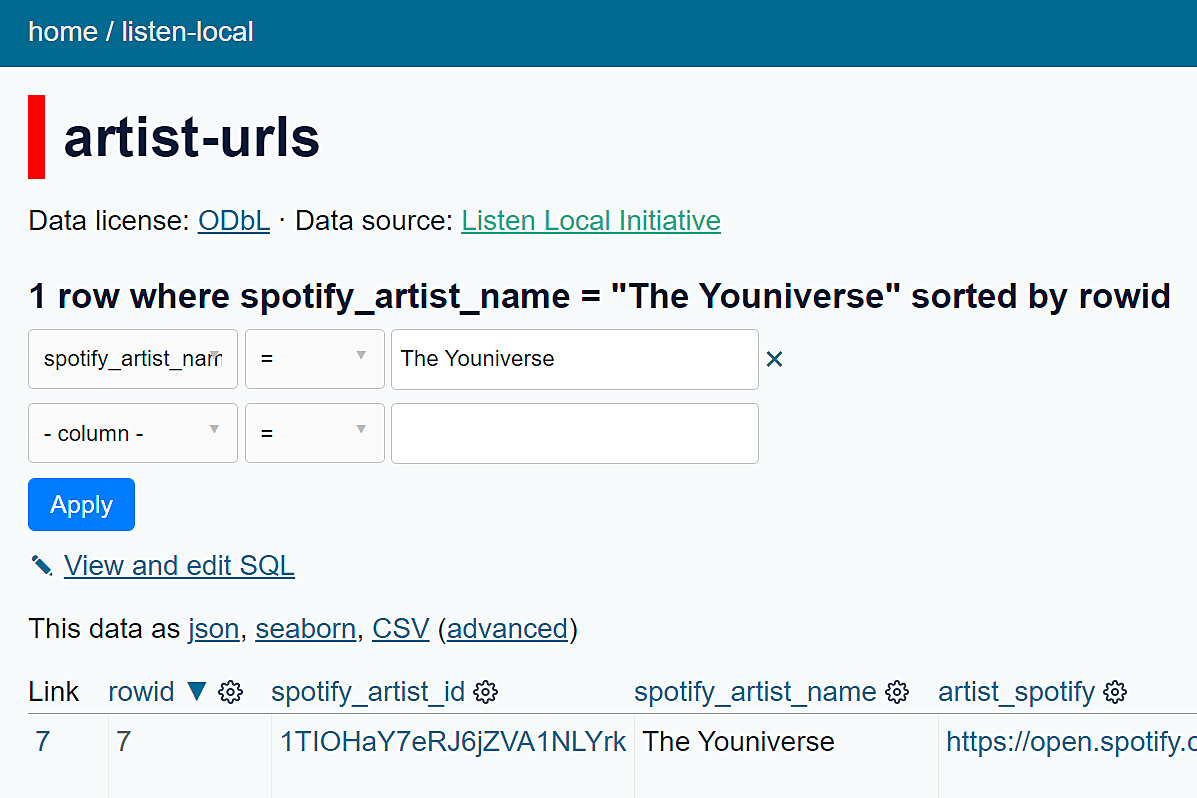 home / listen-local
artist-urls
Data license: ODbL · Data source: Listen Local Initiative
1 row where spotify_artist_name = "The Youniverse" sorted by rowid
spotify_artist_nam = The Youniverse ✕
- column - =
Apply
View and edit SQL
This data as json, seaborn, CSV (advanced)
Link rowid ▼ spotify_artist_id spotify_artist_name artist_spotify
7 7 1TIOHaY7eRJ6jZVA1NLYrk The Youniverse https://open.spotify.c